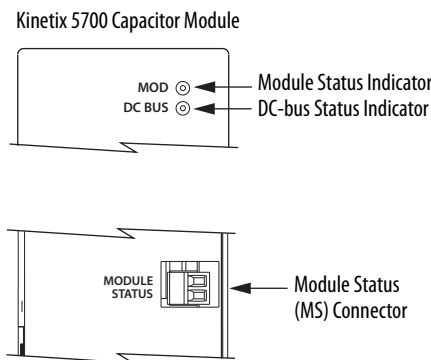 Kinetix 5700 Capacitor Module
MOD
Module Status Indicator
DC BUS
DC-bus Status Indicator
MODULE
STATUS
Module Status
(MS) Connector